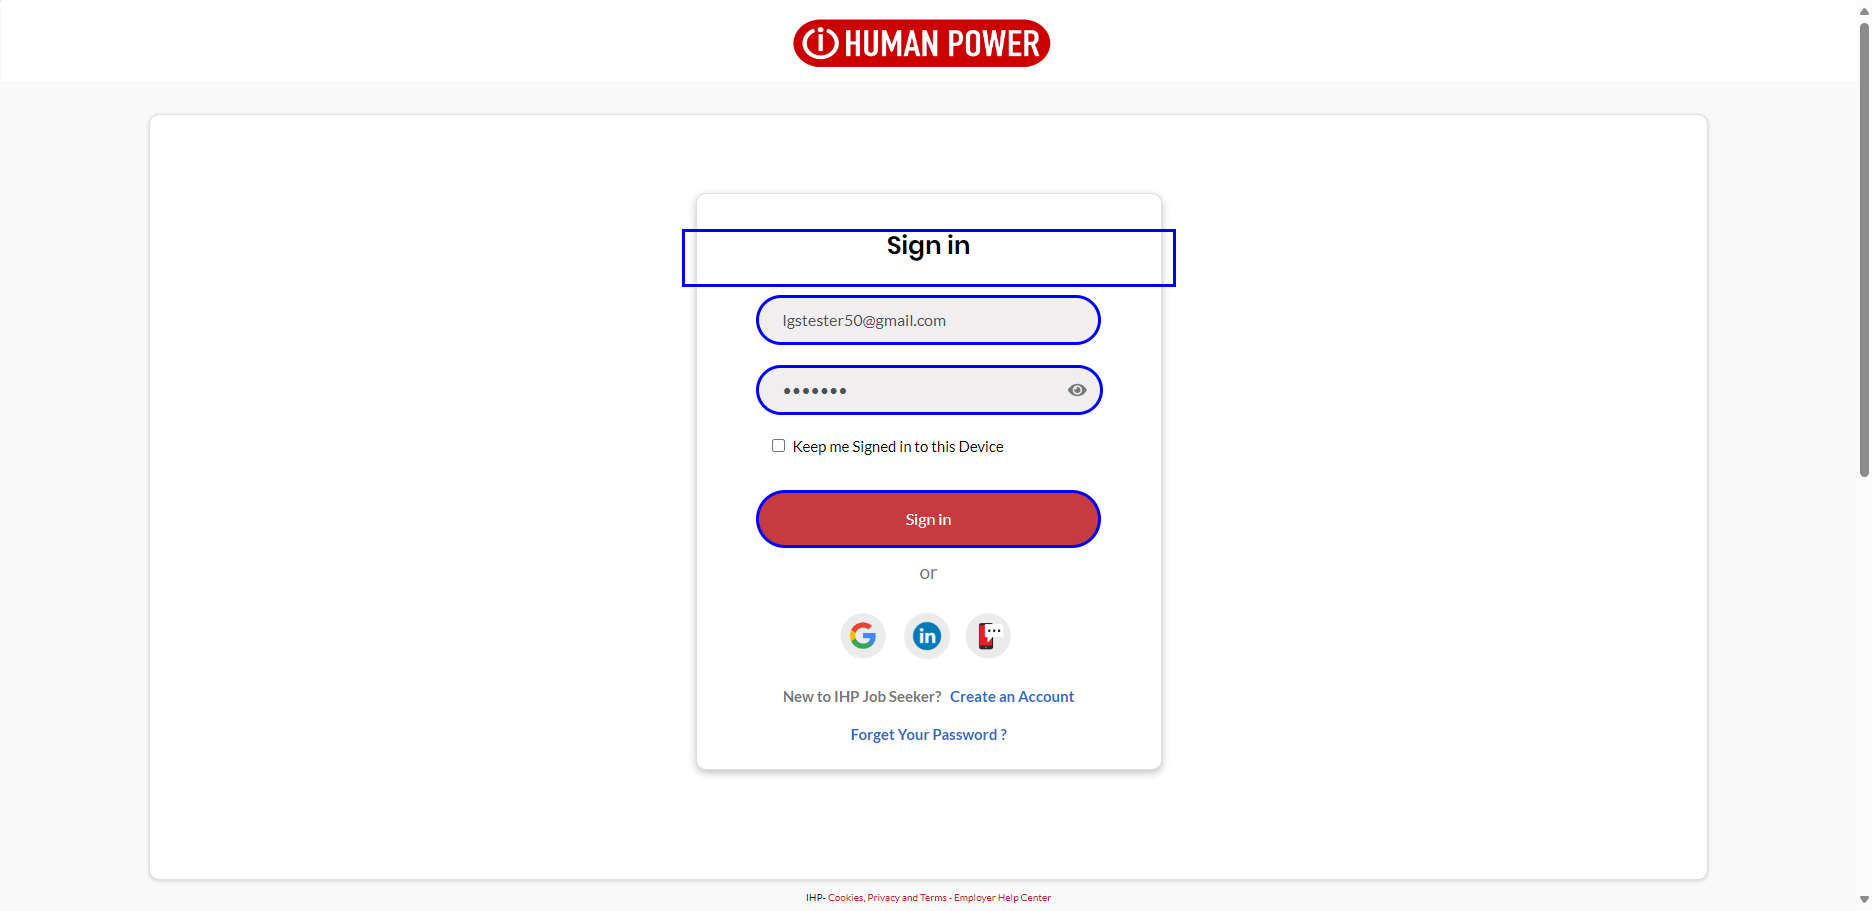 i HUMAN POWER
Sign in
lgstester50@gmail.com
•••••••
Keep me Signed in to this Device
Sign in
or
G in
New to IHP Job Seeker? Create an Account
Forget Your Password ?
IHP- Cookies, Privacy and Terms - Employer Help Center